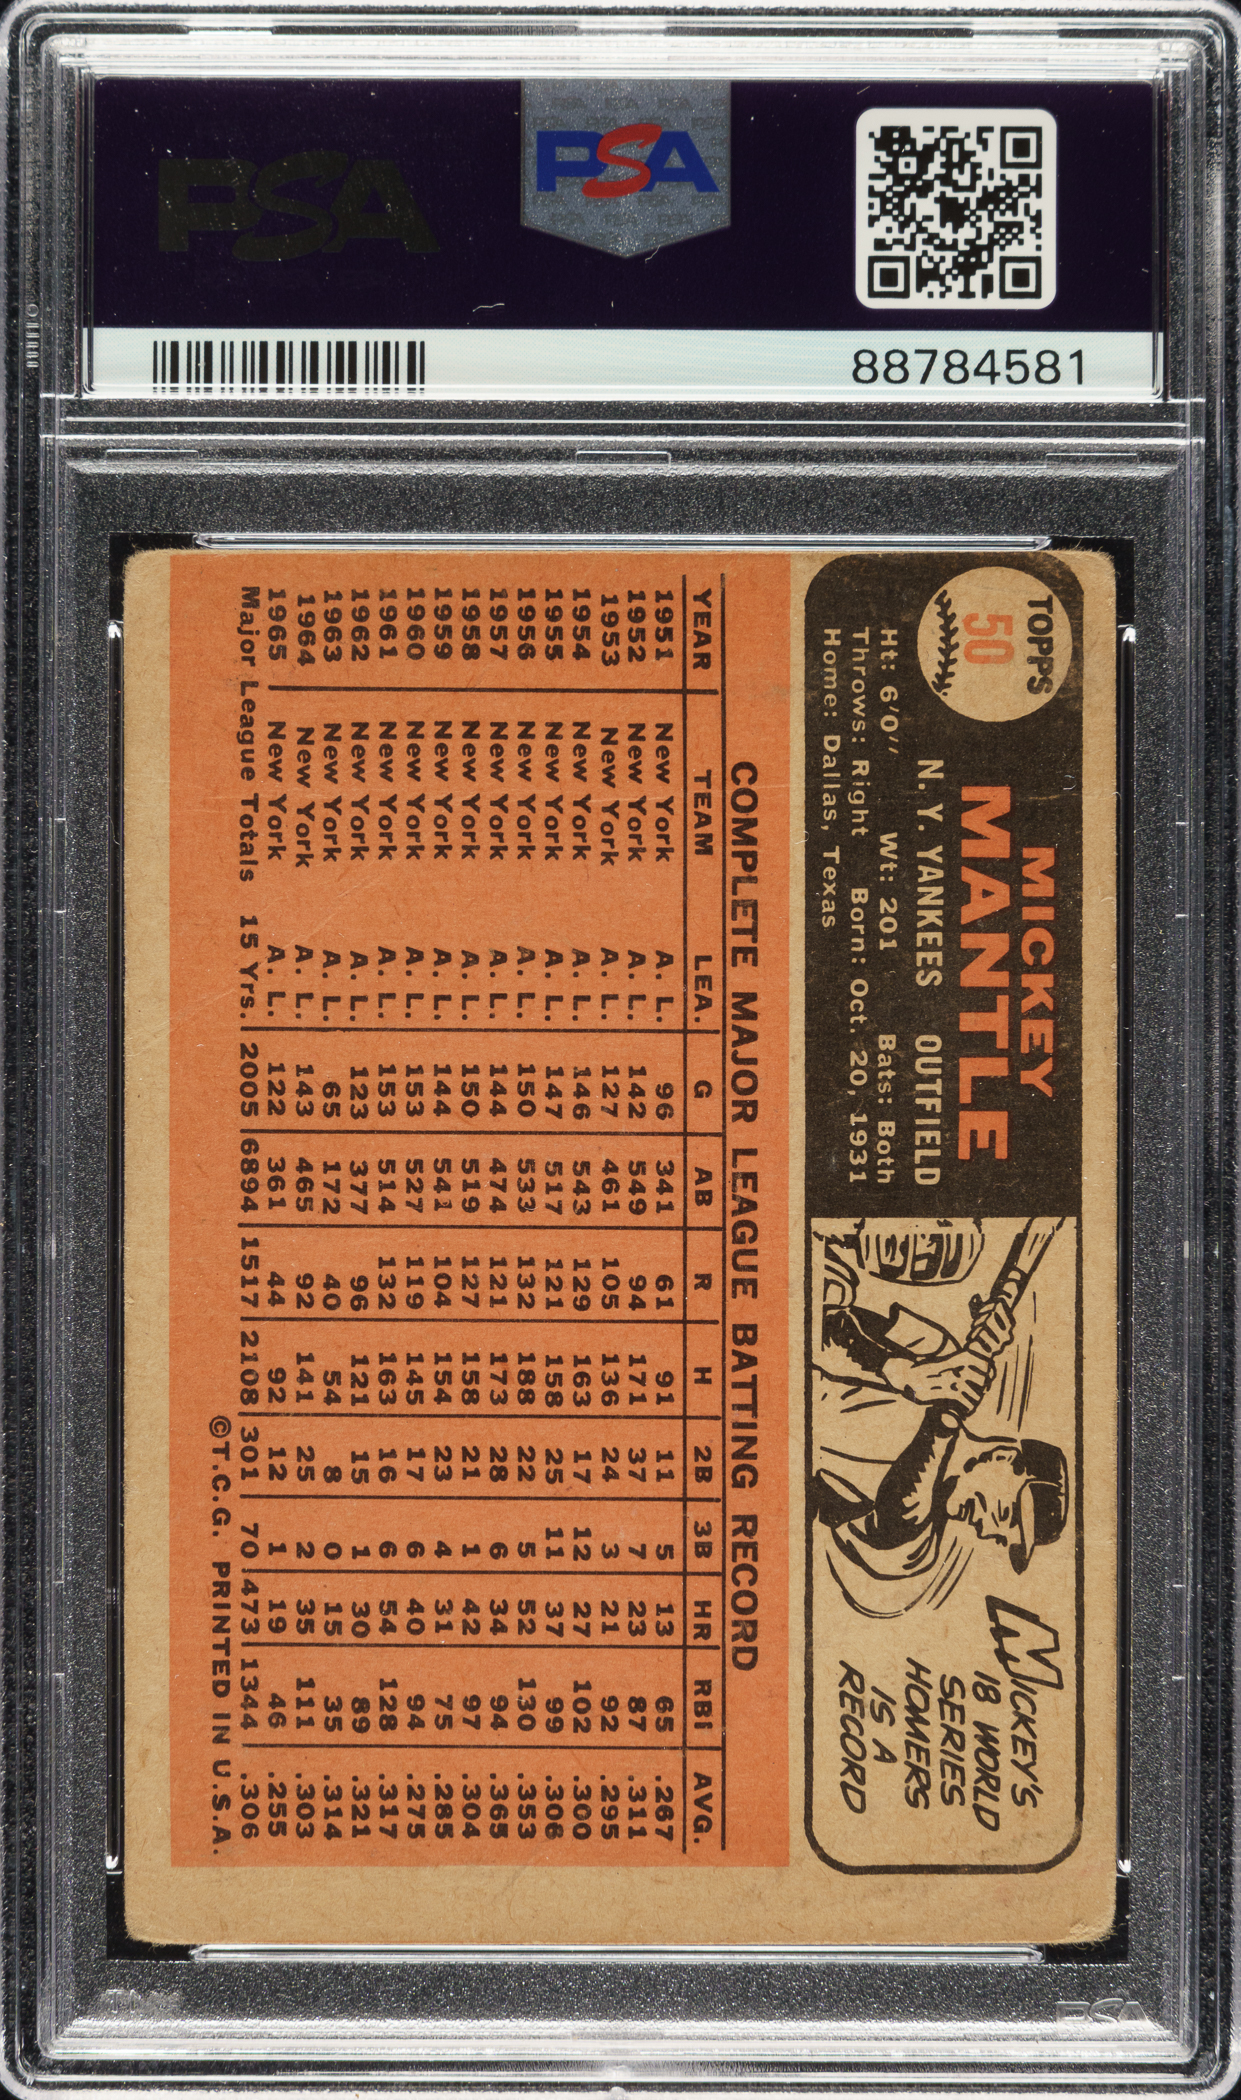 PSA
PSA
88784581
TOPPS
50
MICKEY
MANTLE
N. Y. YANKEES OUTFIELD
Ht: 6'0" Wt: 201 Bats: Both
Throws: Right Born: Oct. 20, 1931
Home: Dallas, Texas
MICKEY'S
18 WORLD
SERIES
HOMERS
IS A
RECORD
COMPLETE MAJOR LEAGUE BATTING RECORD
YEAR TEAM LEA. G AB R H 2B 3B HR RBI AVG.
1951 New York A. L. 96 341 61 91 11 5 13 65 .267
1952 New York A. L. 142 549 94 171 37 7 23 87 .311
1953 New York A. L. 127 461 105 136 24 3 21 92 .295
1954 New York A. L. 146 543 129 163 17 12 27 102 .300
1955 New York A. L. 147 517 121 158 25 11 37 99 .306
1956 New York A. L. 150 533 132 188 22 5 52 130 .353
1957 New York A. L. 144 474 121 173 28 6 34 94 .365
1958 New York A. L. 150 519 127 158 21 1 42 97 .304
1959 New York A. L. 144 541 104 154 23 4 31 75 .285
1960 New York A. L. 153 527 119 145 17 6 40 94 .275
1961 New York A. L. 153 514 132 163 16 6 54 128 .317
1962 New York A. L. 123 377 96 121 15 1 30 89 .321
1963 New York A. L. 65 172 40 54 8 0 15 35 .314
1964 New York A. L. 143 465 92 141 25 2 35 111 .303
1965 New York A. L. 122 361 44 92 12 1 19 46 .255
Major League Totals 15 Yrs. 2005 6894 1517 2108 301 70 473 1344 .306
©T.C.G. PRINTED IN U.S.A.
PSA